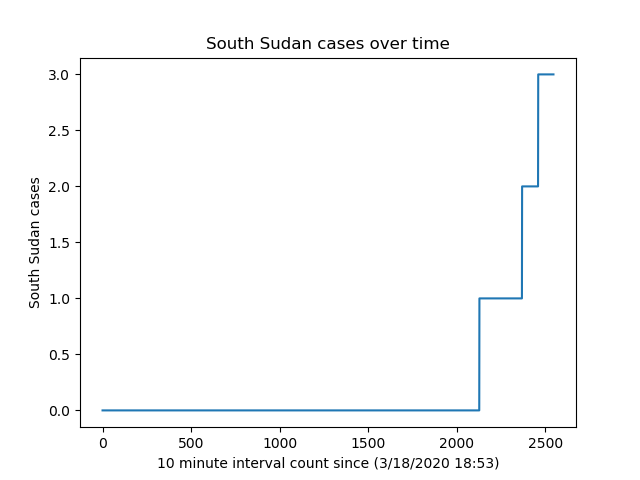 South Sudan cases over time
3.0
2.5
2.0
1.5
1.0
0.5
0.0
South Sudan cases
0 500 1000 1500 2000 2500
10 minute interval count since (3/18/2020 18:53)